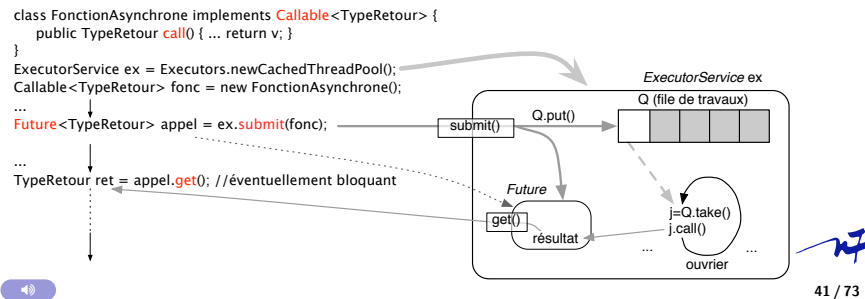 class FonctionAsynchrone implements Callable<TypeRetour> {
public TypeRetour call() { ... return v; }
}
ExecutorService ex = Executors.newCachedThreadPool();
Callable<TypeRetour> fonc = new FonctionAsynchrone();
...
Future<TypeRetour> appel = ex.submit(fonc);
...
TypeRetour ret = appel.get(); //éventuellement bloquant
ExecutorService ex
Q (file de travaux)
submit()
Q.put()
Future
get()
résultat
j=Q.take()
j.call()
...
...
ouvrier
41 / 73